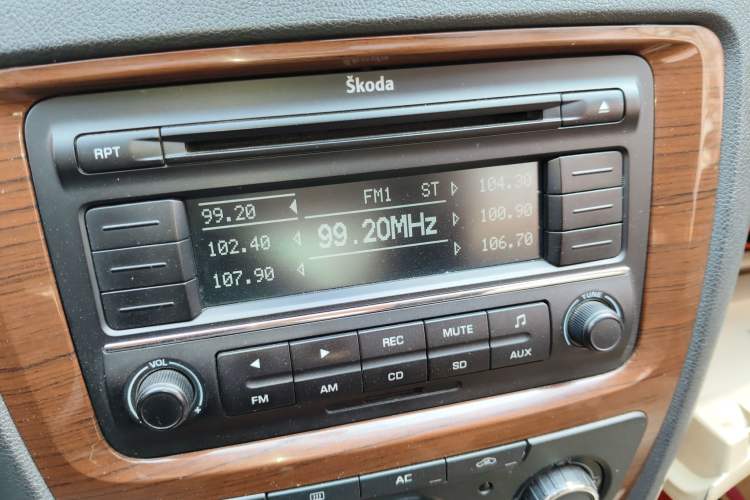 Škoda
RPT
99.20 FM1 ST 104.30
102.40 99.20MHz 100.90
107.90 106.70
VOL REC MUTE TUNE
FM AM CD SD AUX
AC